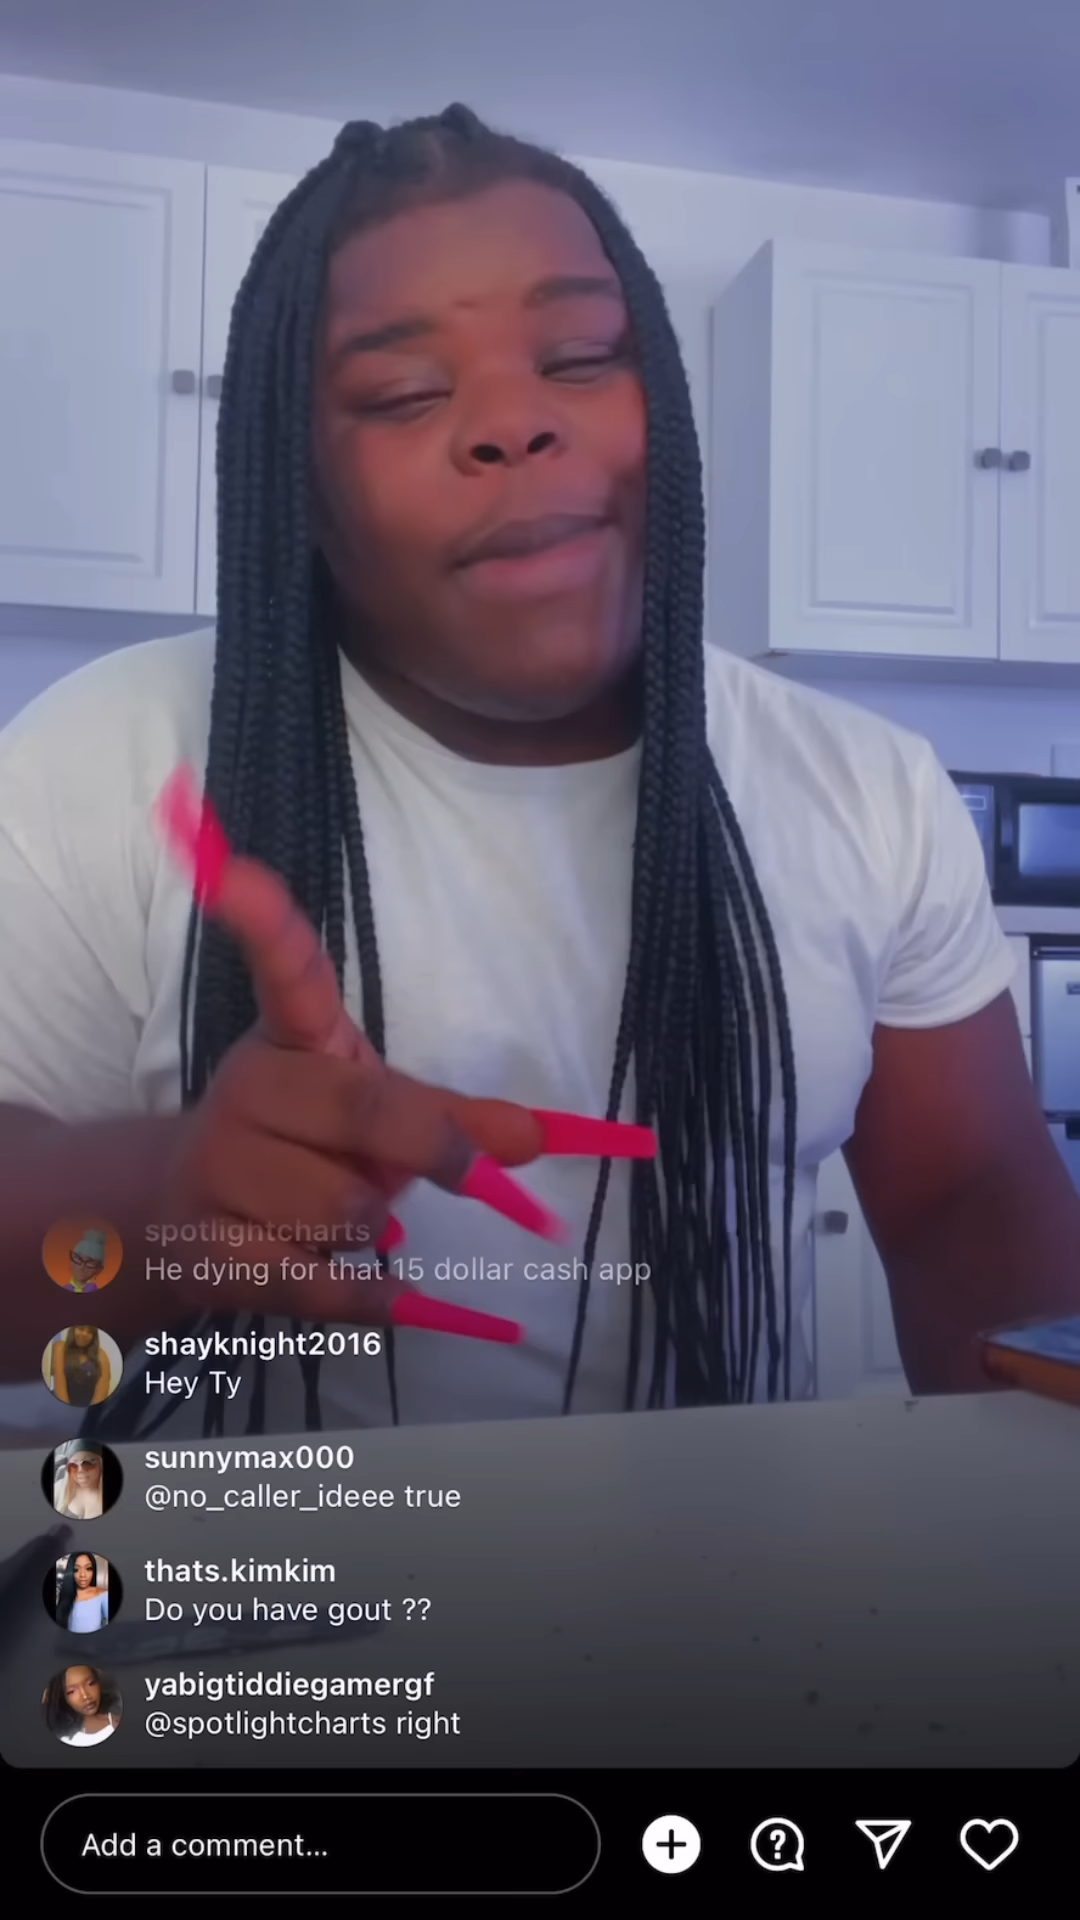 spotlightcharts
He dying for that 15 dollar cash app
shayknight2016
Hey Ty
sunnymax000
@no_caller_ideee true
thats.kimkim
Do you have gout ??
yabigtiddiegamergf
@spotlightcharts right
Add a comment...